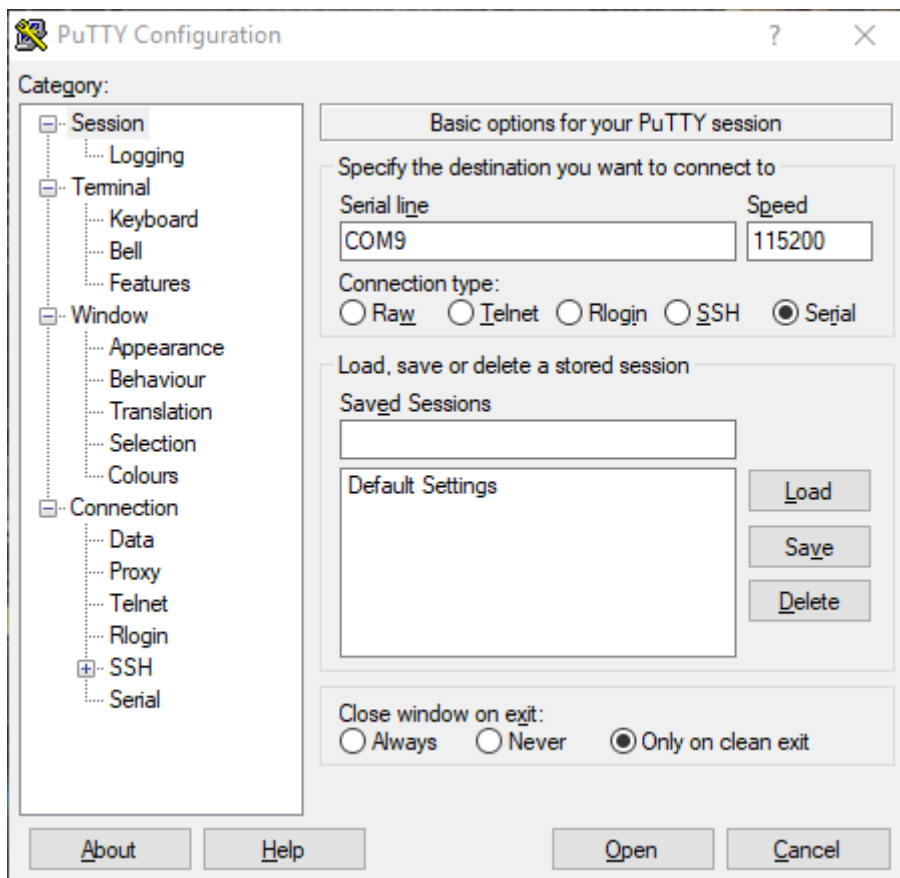 PuTTY Configuration ?
Category:
Session
Logging
Terminal
Keyboard
Bell
Features
Window
Appearance
Behaviour
Translation
Selection
Colours
Connection
Data
Proxy
Telnet
Rlogin
SSH
Serial
Basic options for your PuTTY session
Specify the destination you want to connect to
Serial line Speed
COM9 115200
Connection type:
Raw Telnet Rlogin SSH Serial
Load, save or delete a stored session
Saved Sessions
Default Settings
Load
Save
Delete
Close window on exit:
Always Never Only on clean exit
About Help Open Cancel